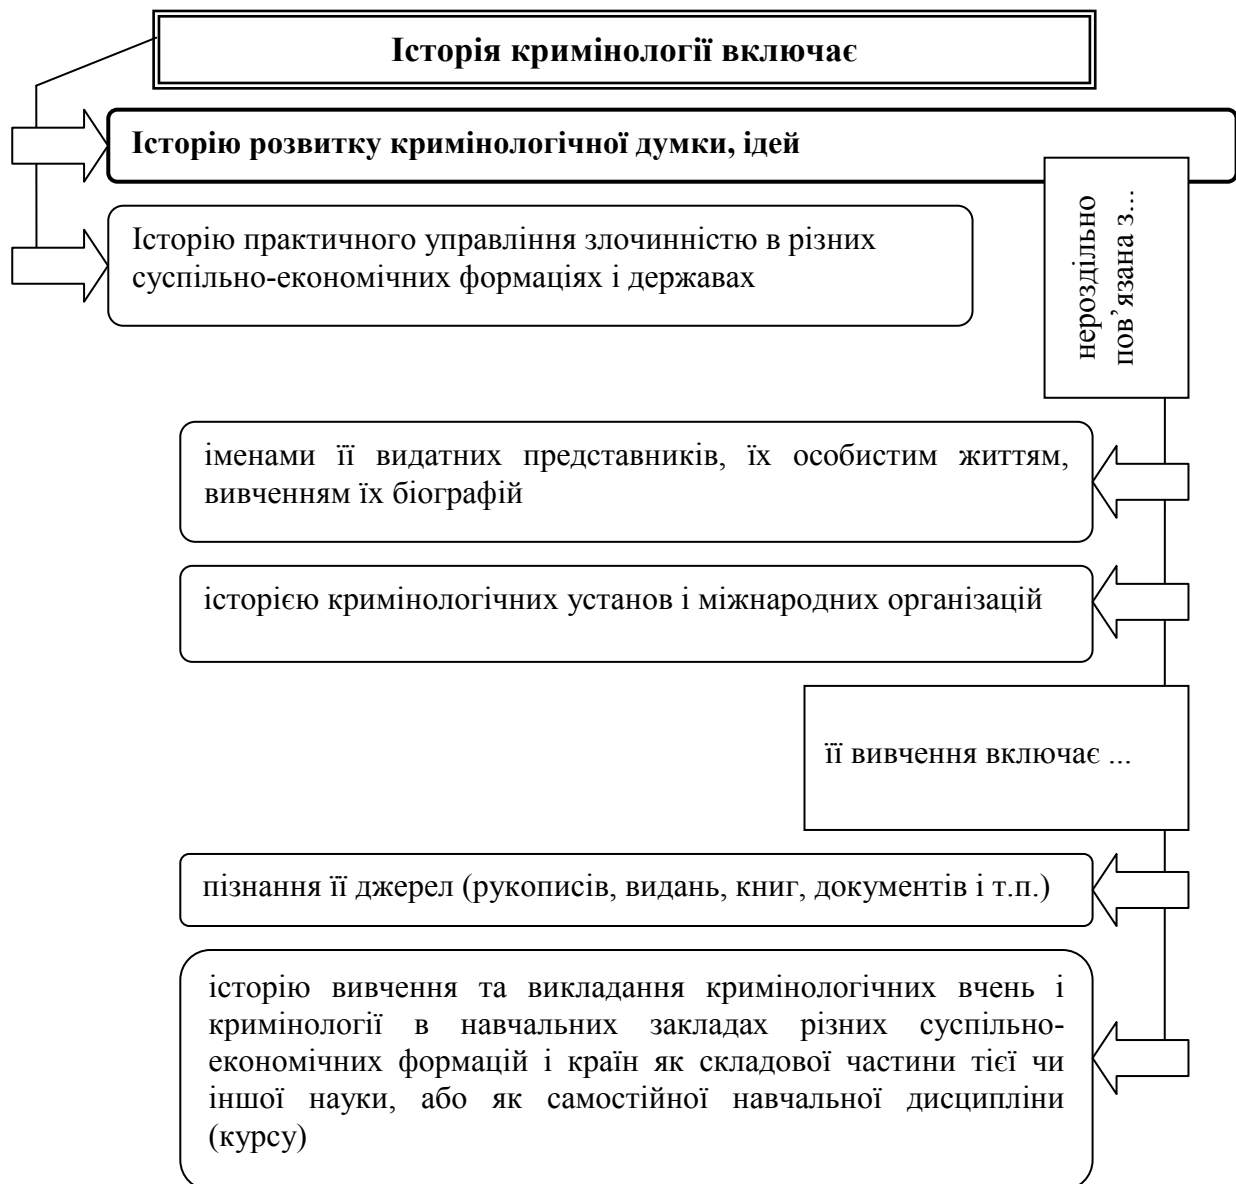 Історія кримінології включає
Історію розвитку кримінологічної думки, ідей
Історію практичного управління злочинністю в різних
суспільно-економічних формаціях і державах
нероздільно
пов’язана з...
іменами її видатних представників, їх особистим життям,
вивченням їх біографій
історією кримінологічних установ і міжнародних організацій
її вивчення включає ...
пізнання її джерел (рукописів, видань, книг, документів і т.п.)
історію вивчення та викладання кримінологічних вчень і
кримінології в навчальних закладах різних суспільно-
економічних формацій і країн як складової частини тієї чи
іншої науки, або як самостійної навчальної дисципліни
(курсу)